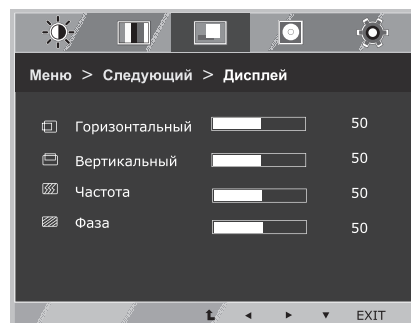 Меню > Следующий > Дисплей
Горизонтальный 50
Вертикальный 50
Частота 50
Фаза 50
EXIT